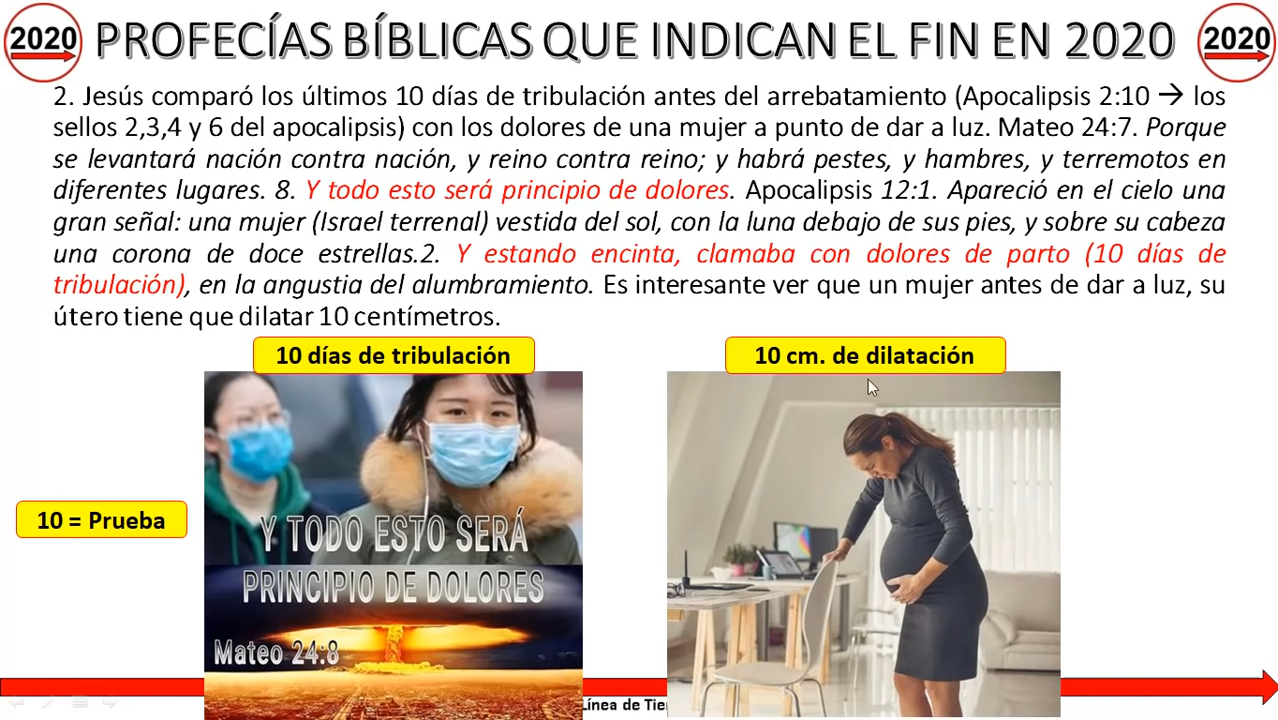 2020
PROFECÍAS BÍBLICAS QUE INDICAN EL FIN EN 2020
2020
2. Jesús comparó los últimos 10 días de tribulación antes del arrebatamiento (Apocalipsis 2:10 → los
sellos 2,3,4 y 6 del apocalipsis) con los dolores de una mujer a punto de dar a luz. Mateo 24:7. Porque
se levantará nación contra nación, y reino contra reino; y habrá pestes, y hambres, y terremotos en
diferentes lugares. 8. Y todo esto será principio de dolores. Apocalipsis 12:1. Apareció en el cielo una
gran señal: una mujer (Israel terrenal) vestida del sol, con la luna debajo de sus pies, y sobre su cabeza
una corona de doce estrellas.2. Y estando encinta, clamaba con dolores de parto (10 días de
tribulación), en la angustia del alumbramiento. Es interesante ver que un mujer antes de dar a luz, su
útero tiene que dilatar 10 centímetros.
10 días de tribulación
10 cm. de dilatación
10 = Prueba
Y TODO ESTO SERÁ
PRINCIPIO DE DOLORES
Mateo 24:8
Línea de